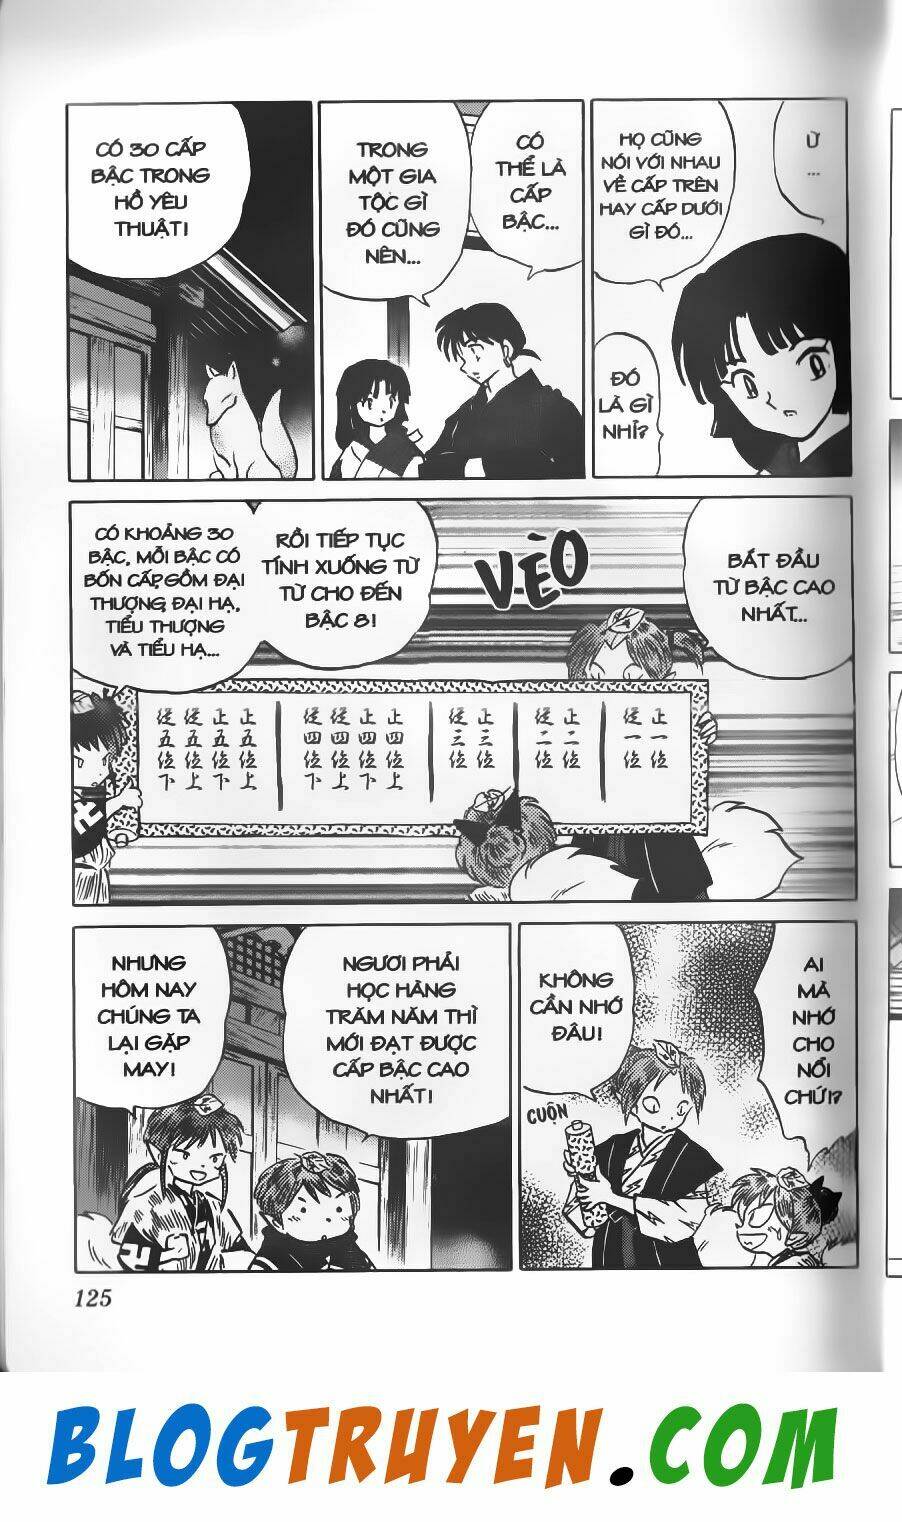 Ừ
...
HỌ CŨNG
NÓI VỚI NHAU
VỀ CẤP TRÊN
HAY CẤP DƯỚI
GÌ ĐÓ...
ĐÓ
LÀ GÌ
NHỈ?
CÓ
THỂ LÀ
CẤP
BẬC...
TRONG
MỘT GIA
TỘC GÌ
ĐÓ CŨNG
NÊN...
CÓ 30 CẤP
BẬC TRONG
HỒ YÊU
THUẬT!
BẮT ĐẦU
TỪ BẬC CAO
NHẤT...
VÈO
RỒI TIẾP TỤC
TÍNH XUỐNG TỪ
TỪ CHO ĐẾN
BẬC 8!
CÓ KHOẢNG 30
BẬC, MỖI BẬC CÓ
BỐN CẤP, GỒM ĐẠI
THƯỢNG, ĐẠI HẠ,
TIỂU THƯỢNG
VÀ TIỂU HẠ...
正一位
従一位
正二位
従二位
正三位
従三位
正四位上
正四位下
従四位上
従四位下
正五位上
正五位下
従五位上
従五位下
AI
MÀ
NHỚ
CHO
NỔI
CHỨ!?
KHÔNG
CẦN NHỚ
ĐÂU!
CUỘN
NGƯƠI PHẢI
HỌC HÀNG
TRĂM NĂM THÌ
MỚI ĐẠT ĐƯỢC
CẤP BẬC CAO
NHẤT!
NHƯNG
HÔM NAY
CHÚNG TA
LẠI GẶP
MAY!
125
BLOGTRUYEN.COM